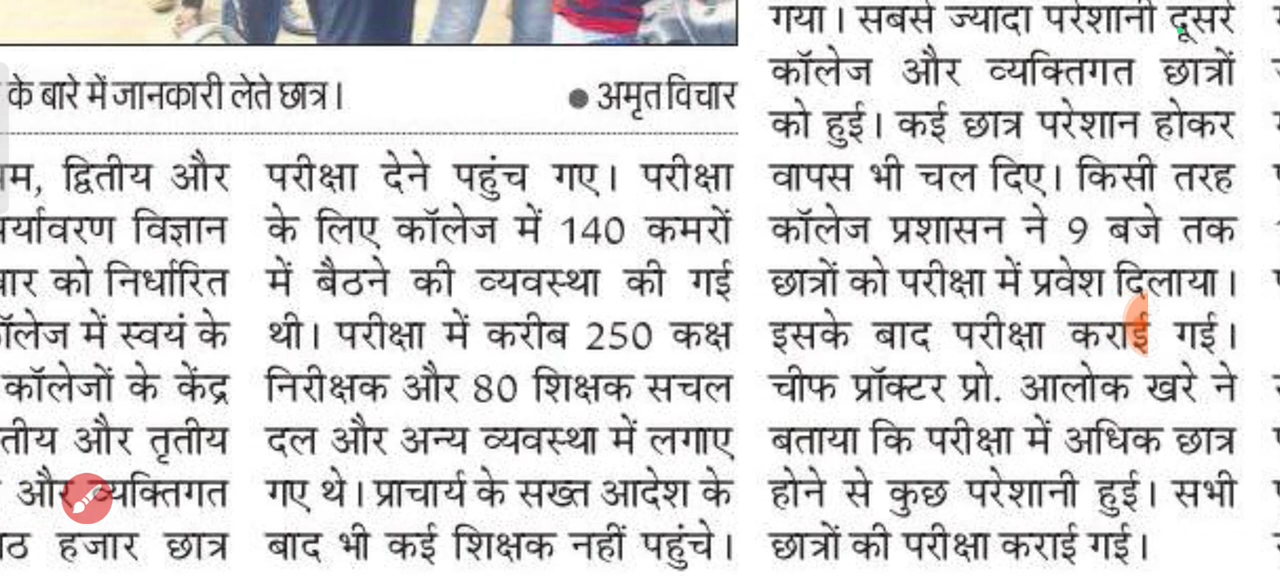 के बारे में जानकारी लेते छात्र।
● अमृत विचार
द्वितीय और
विज्ञान
को निर्धारित
में स्वयं के
कॉलेजों के केंद्र
और तृतीय
और व्यक्तिगत
हजार छात्र
परीक्षा देने पहुंच गए। परीक्षा
के लिए कॉलेज में 140 कमरों
में बैठने की व्यवस्था की गई
थी। परीक्षा में करीब 250 कक्ष
निरीक्षक और 80 शिक्षक सचल
दल और अन्य व्यवस्था में लगाए
गए थे। प्राचार्य के सख्त आदेश के
बाद भी कई शिक्षक नहीं पहुंचे।
गया। सबसे ज्यादा परेशानी दूसरे
कॉलेज और व्यक्तिगत छात्रों
को हुई। कई छात्र परेशान होकर
वापस भी चल दिए। किसी तरह
कॉलेज प्रशासन ने 9 बजे तक
छात्रों को परीक्षा में प्रवेश दिलाया।
इसके बाद परीक्षा कराई गई।
चीफ प्रॉक्टर प्रो. आलोक खरे ने
बताया कि परीक्षा में अधिक छात्र
होने से कुछ परेशानी हुई। सभी
छात्रों की परीक्षा कराई गई।